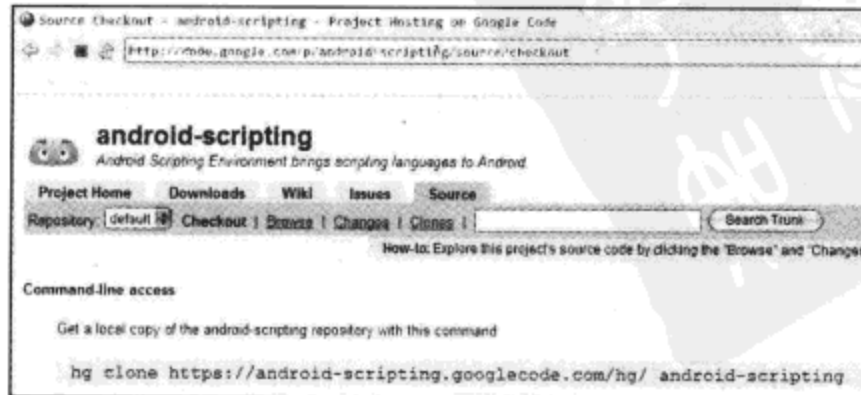 Source Checkout - android-scripting - Project Hosting on Google Code
http://code.google.com/p/android-scripting/source/checkout
android-scripting
Android Scripting Environment brings scripting languages to Android.
Project Home Downloads Wiki Issues Source
Repository: default Checkout | Browse | Changes | Clones | Search Trunk
How-to: Explore this project's source code by clicking the "Browse" and "Changes
Command-line access
Get a local copy of the android-scripting repository with this command
hg clone https://android-scripting.googlecode.com/hg/ android-scripting